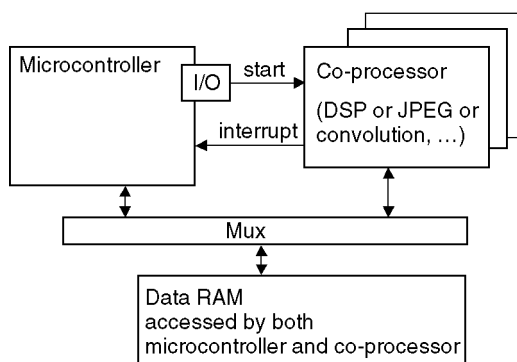 Microcontroller
I/O
start
interrupt
Co-processor
(DSP or JPEG or
convolution, …)
Mux
Data RAM
accessed by both
microcontroller and co-processor